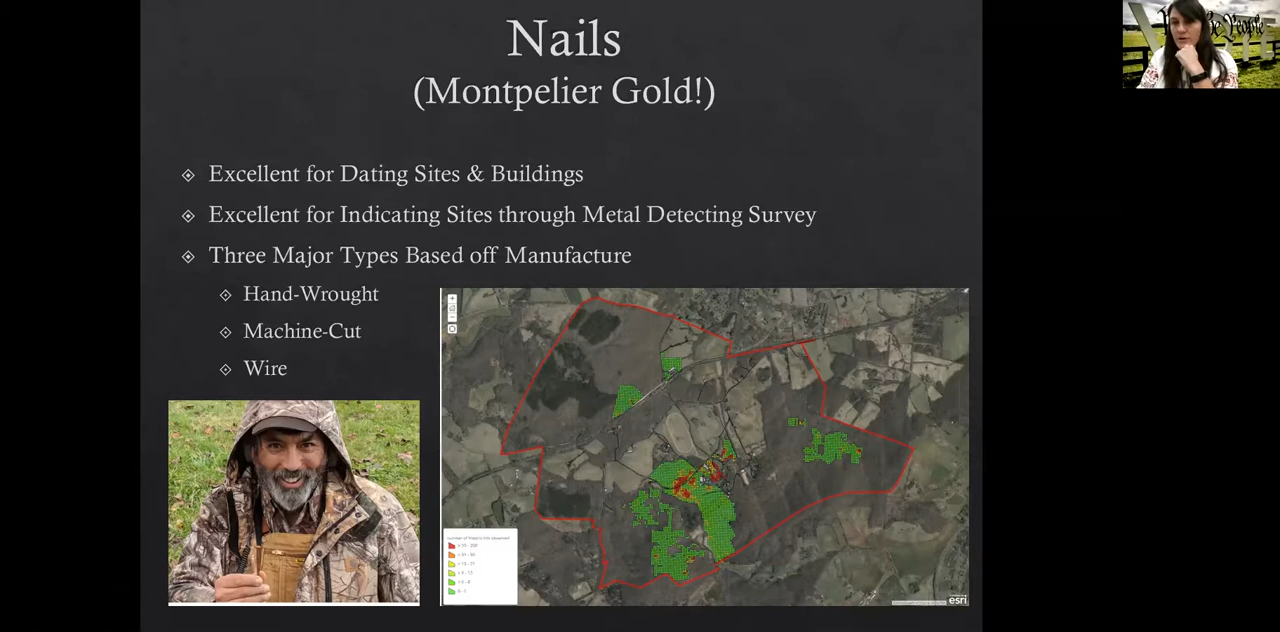 Nails
(Montpelier Gold!)
Excellent for Dating Sites & Buildings
Excellent for Indicating Sites through Metal Detecting Survey
Three Major Types Based off Manufacture
Hand-Wrought
Machine-Cut
Wire
esri